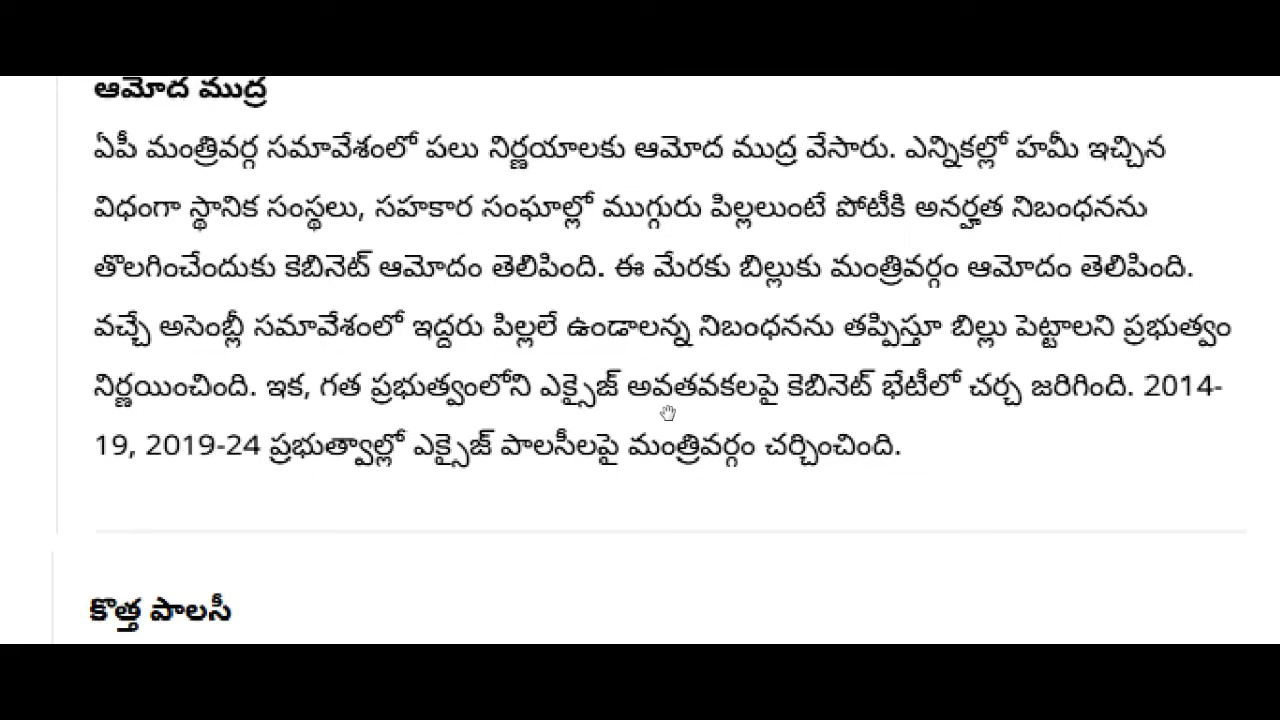 ఆమోద ముద్ర
ఏపీ మంత్రివర్గ సమావేశంలో పలు నిర్ణయాలకు ఆమోద ముద్ర వేసారు. ఎన్నికల్లో హమీ ఇచ్చిన
విధంగా స్థానిక సంస్థలు, సహకార సంఘాల్లో ముగ్గురు పిల్లలుంటే పోటీకి అనర్హత నిబంధనను
తొలగించేందుకు కెబినెట్ ఆమోదం తెలిపింది. ఈ మేరకు బిల్లుకు మంత్రివర్గం ఆమోదం తెలిపింది.
వచ్చే అసెంబ్లీ సమావేశంలో ఇద్దరు పిల్లలే ఉండాలన్న నిబంధనను తప్పిస్తూ బిల్లు పెట్టాలని ప్రభుత్వం
నిర్ణయించింది. ఇక, గత ప్రభుత్వంలోని ఎక్సైజ్ అవతవకలపై కెబినెట్ భేటీలో చర్చ జరిగింది. 2014-
19, 2019-24 ప్రభుత్వాల్లో ఎక్సైజ్ పాలసీలపై మంత్రివర్గం చర్చించింది.
కొత్త పాలసీ